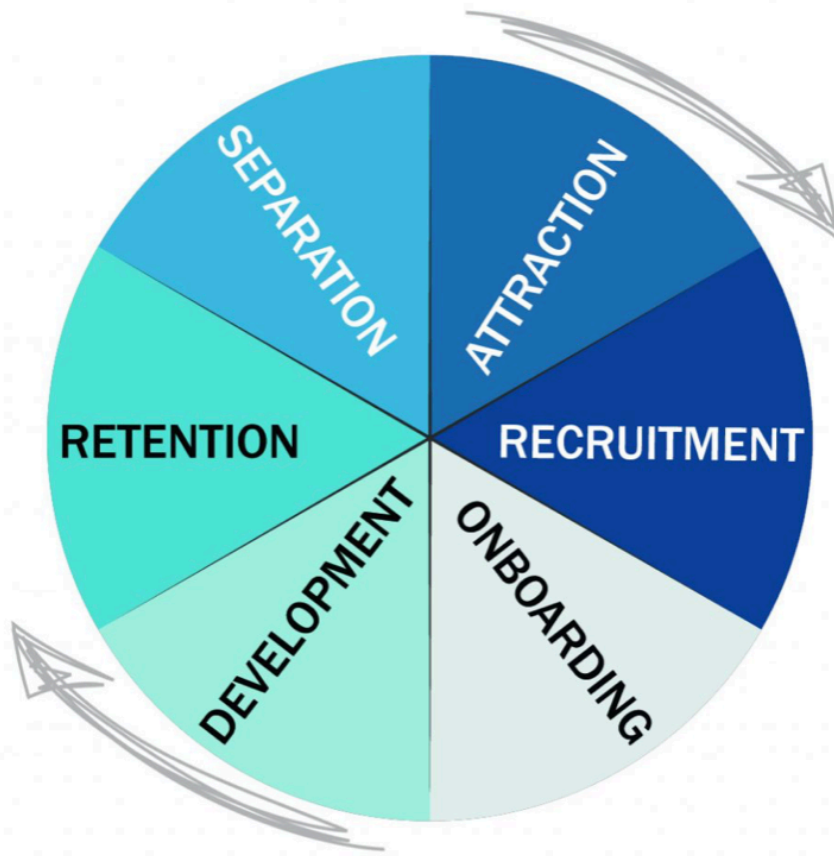 ATTRACTION
RECRUITMENT
ONBOARDING
DEVELOPMENT
RETENTION
SEPARATION